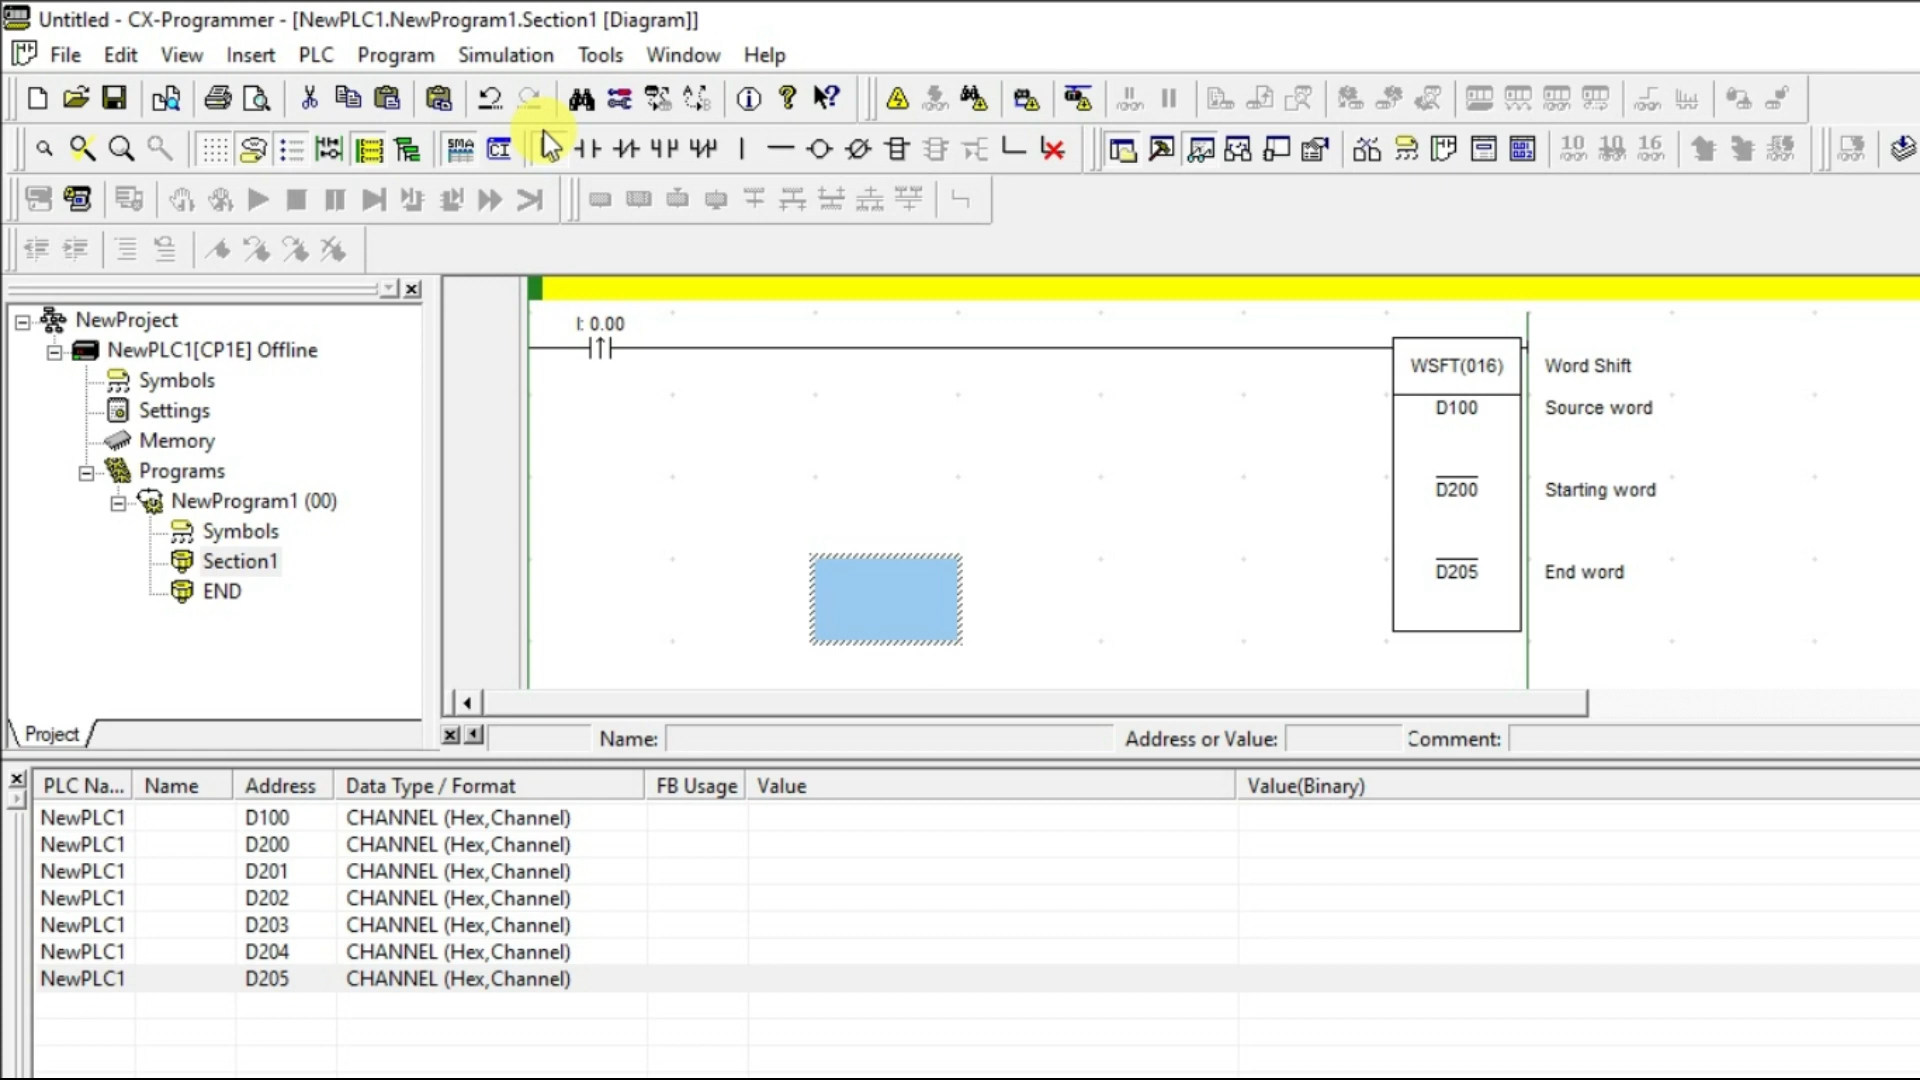 Untitled - CX-Programmer - [NewPLC1.NewProgram1.Section1 [Diagram]]
File Edit View Insert PLC Program Simulation Tools Window Help
SMA CI
10 10 16
NewProject
NewPLC1[CP1E] Offline
Symbols
Settings
Memory
Programs
NewProgram1 (00)
Symbols
Section1
END
Project
I: 0.00
WSFT(016) Word Shift
D100 Source word
D200 Starting word
D205 End word
Name: Address or Value: Comment:
PLC Na... Name Address Data Type / Format FB Usage Value Value(Binary)
NewPLC1 D100 CHANNEL (Hex,Channel)
NewPLC1 D200 CHANNEL (Hex,Channel)
NewPLC1 D201 CHANNEL (Hex,Channel)
NewPLC1 D202 CHANNEL (Hex,Channel)
NewPLC1 D203 CHANNEL (Hex,Channel)
NewPLC1 D204 CHANNEL (Hex,Channel)
NewPLC1 D205 CHANNEL (Hex,Channel)